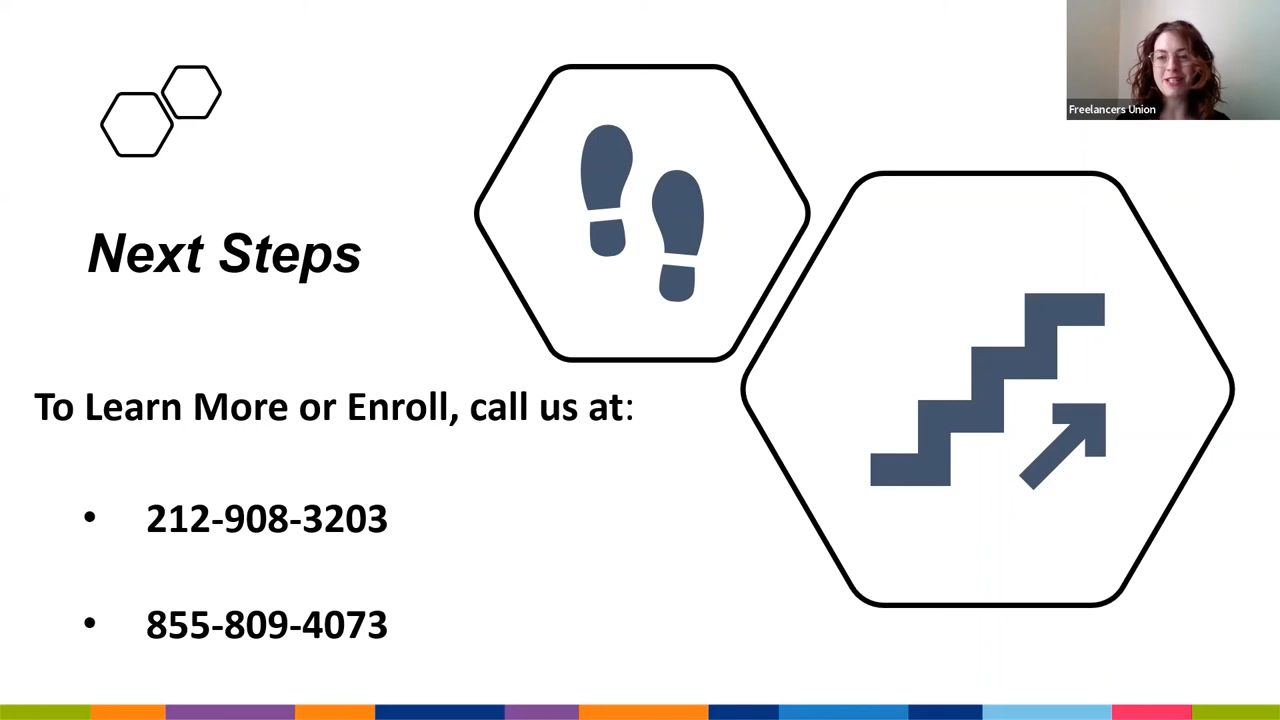 Freelancers Union
Next Steps
To Learn More or Enroll, call us at:
• 212-908-3203
• 855-809-4073